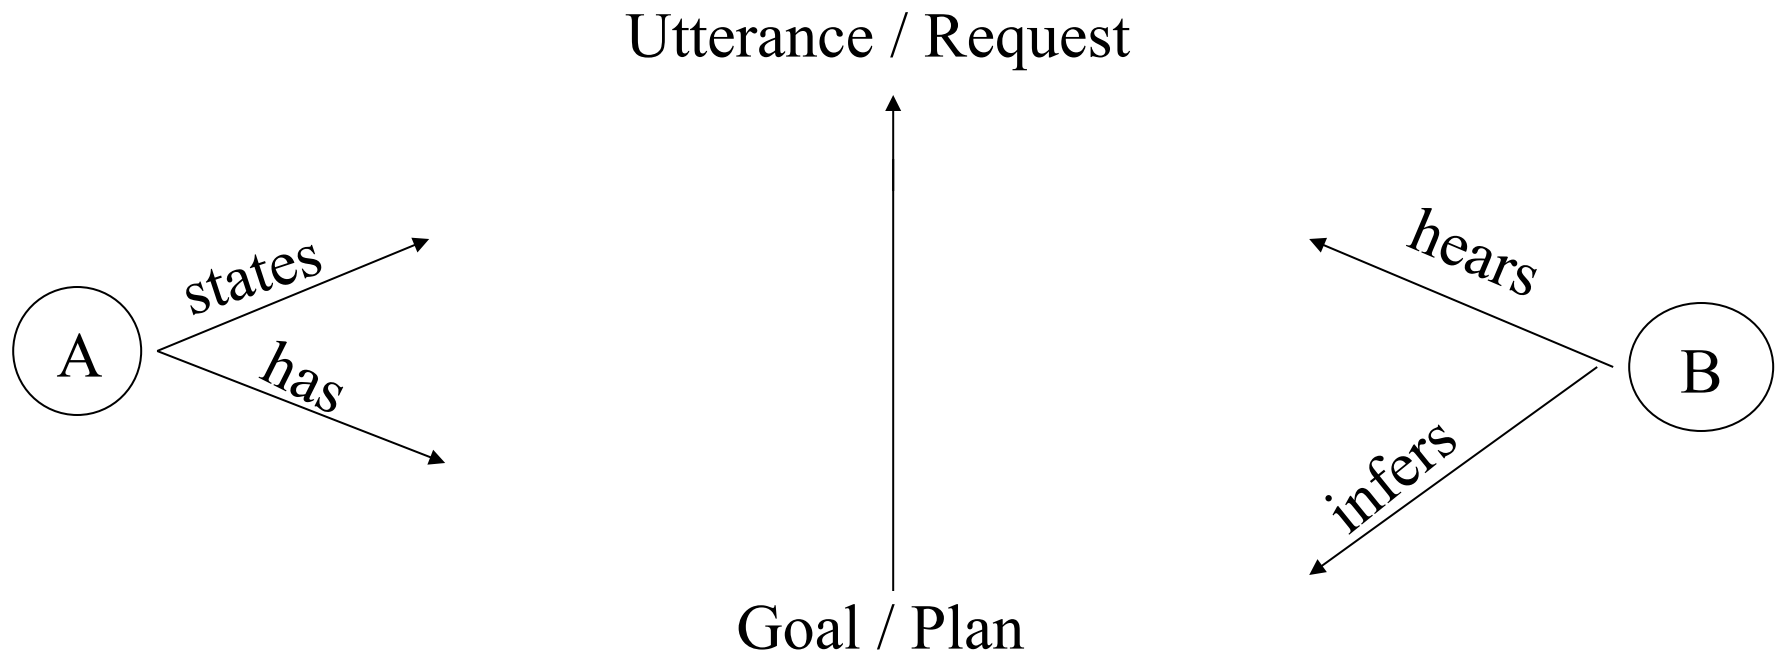 Utterance / Request
states
hears
A
has
B
infers
Goal / Plan